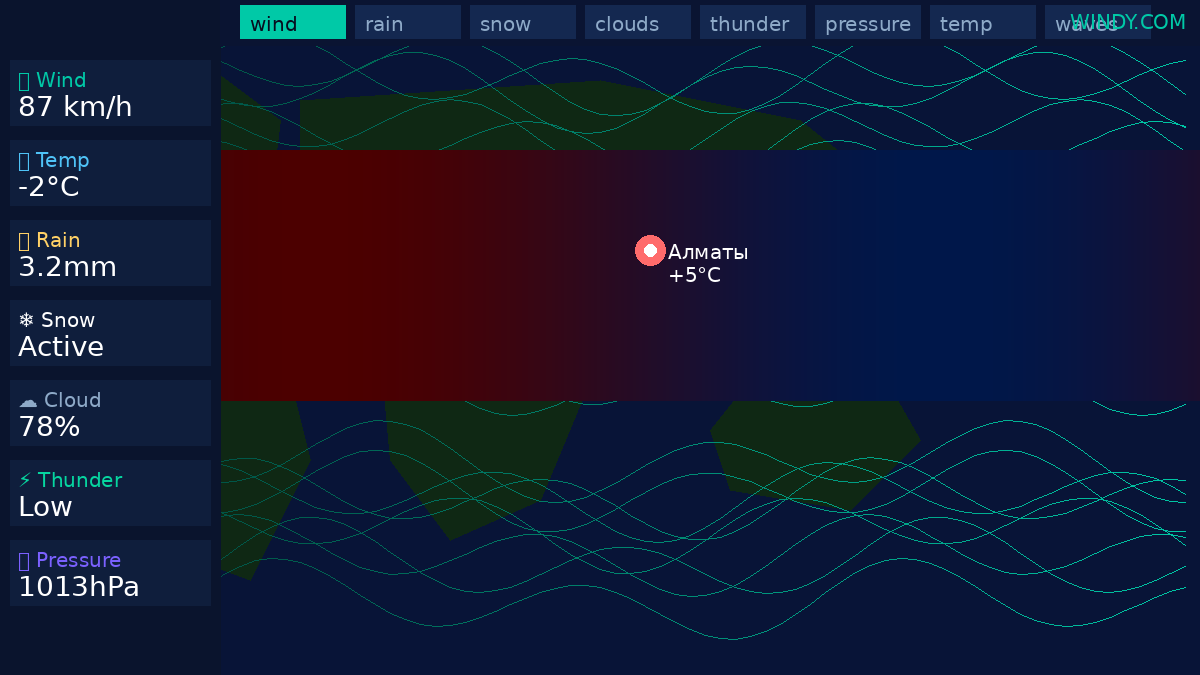 wind
rain
snow
clouds
thunder
pressure
temp
waves
WINDY.COM
Wind
87 km/h
Temp
-2°C
Rain
3.2mm
❄ Snow
Active
☁ Cloud
78%
⚡ Thunder
Low
Pressure
1013hPa
Алматы
+5°C